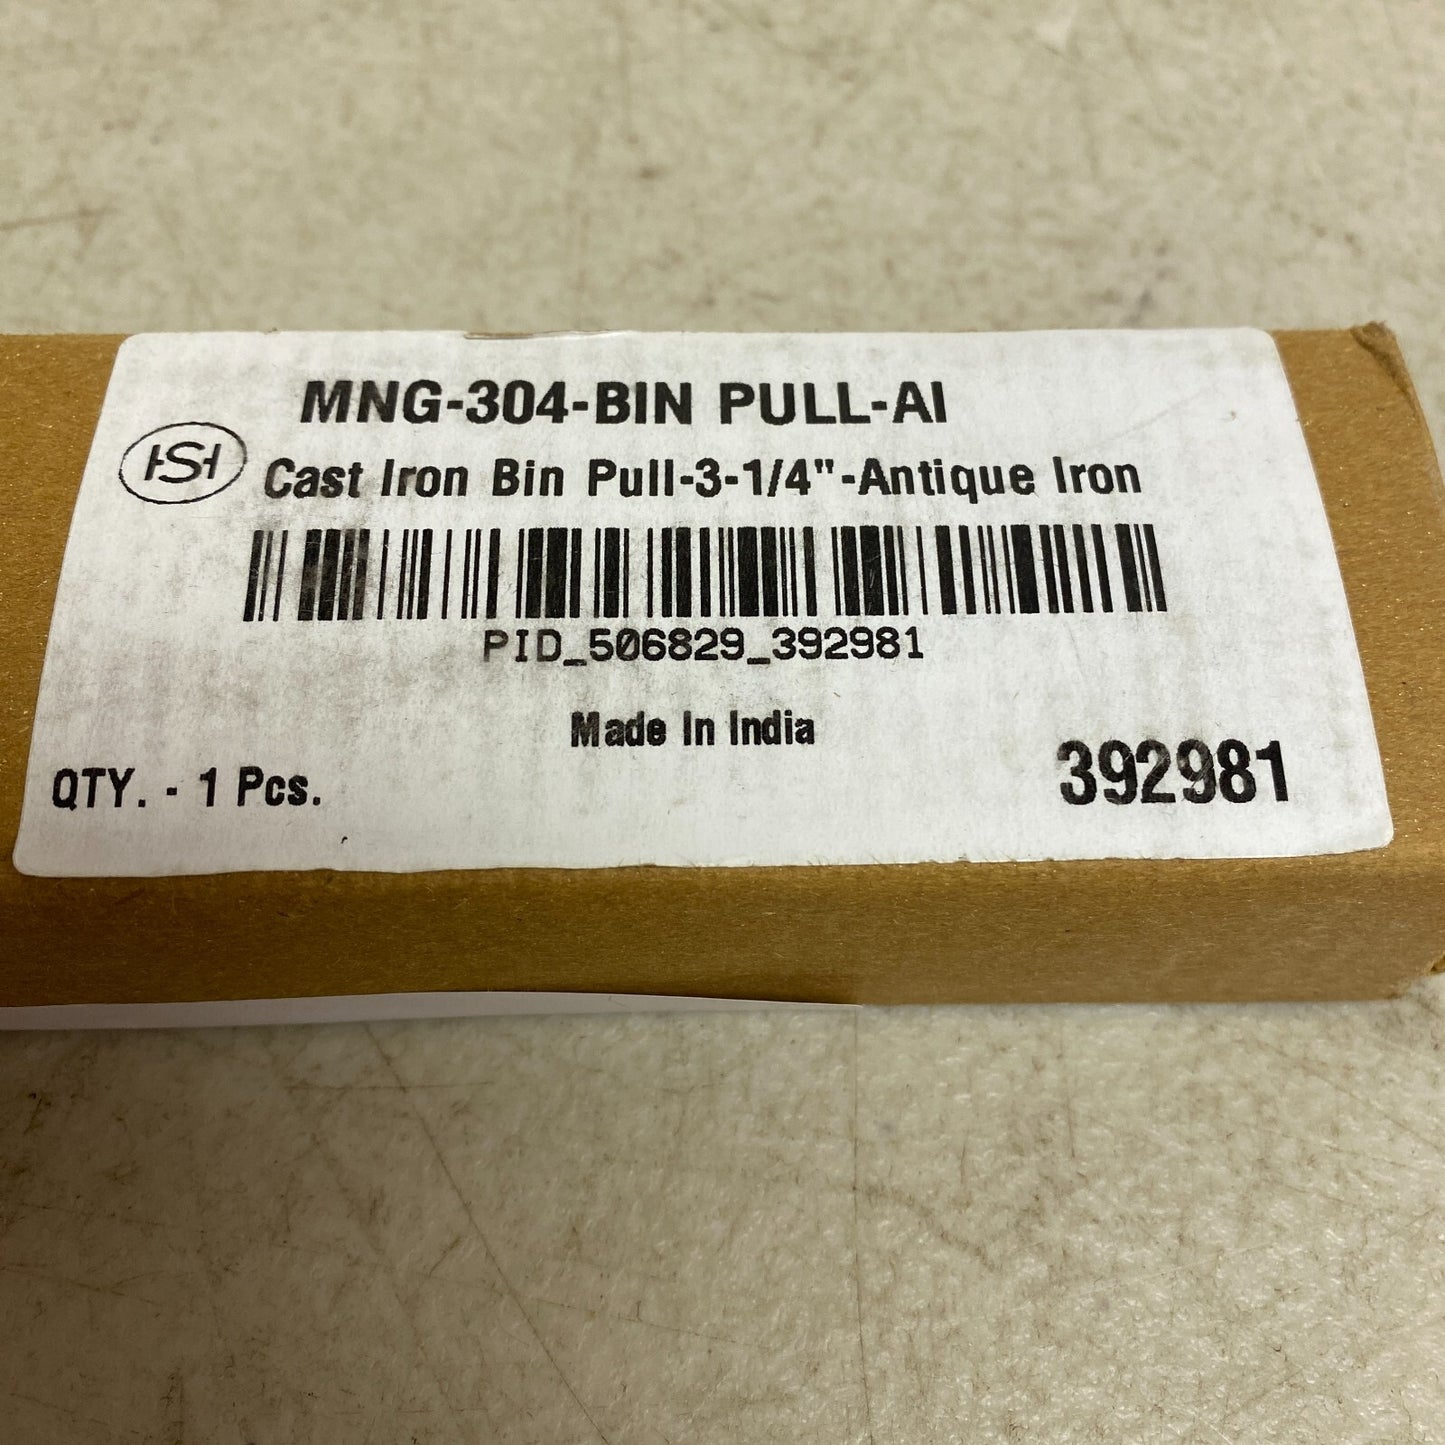 MNG-304-BIN PULL-AI
HSH Cast Iron Bin Pull-3-1/4"-Antique Iron
PID_506829_392981
Made In India
QTY. - 1 Pcs.
392981